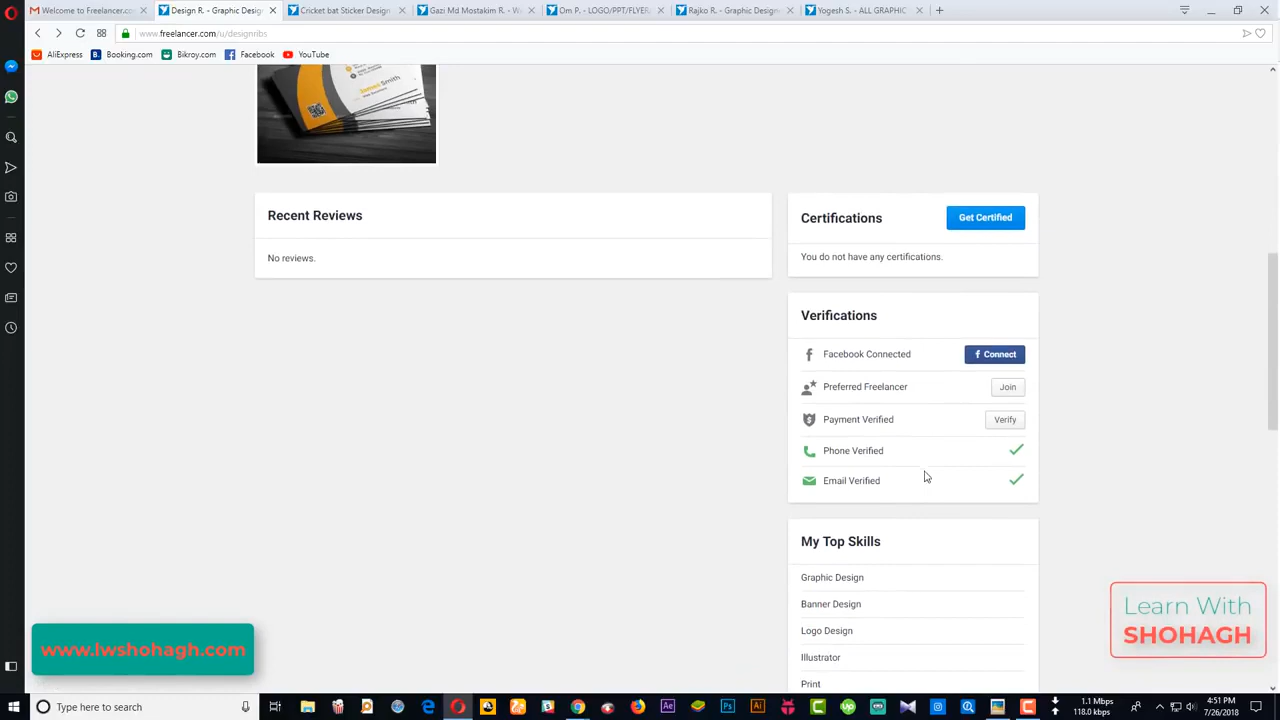 Welcome to Freelancer.com
Design R. - Graphic Desig
Cricket bat Sticker Design
Gazi Md Mostakim R. - W
Om P. - LOGO/PPT/FLYER
Rajko R. - Graphic Designe
Yogesh S. - ALL GRAPHIC
www.freelancer.com/u/designribs
AliExpress
Booking.com
Bikroy.com
Facebook
YouTube
Recent Reviews
No reviews.
Certifications
Get Certified
You do not have any certifications.
Verifications
Facebook Connected
Connect
Preferred Freelancer
Join
Payment Verified
Verify
Phone Verified
Email Verified
My Top Skills
Graphic Design
Banner Design
Logo Design
Illustrator
Print
www.lwshohagh.com
Learn With
SHOHAGH
Type here to search
1.1 Mbps
118.0 kbps
4:51 PM
7/26/2018